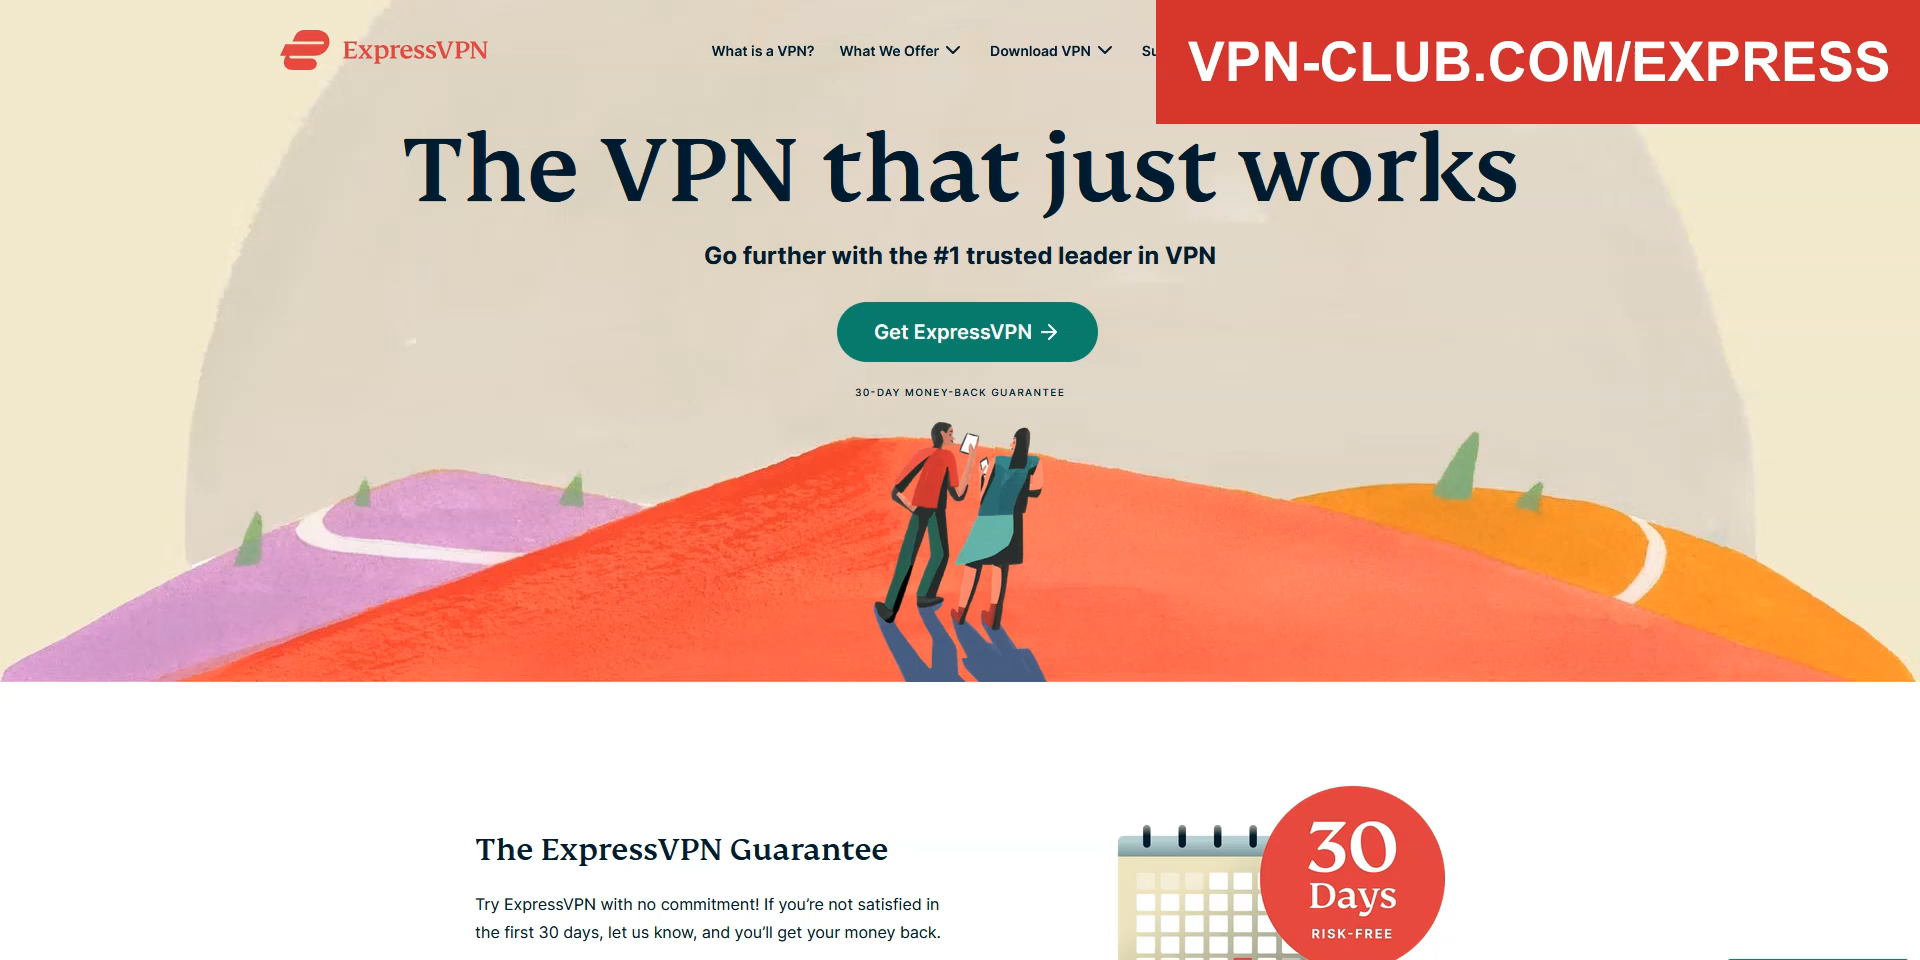 ExpressVPN
What is a VPN?
What We Offer
Download VPN
VPN-CLUB.COM/EXPRESS
The VPN that just works
Go further with the #1 trusted leader in VPN
Get ExpressVPN →
30-DAY MONEY-BACK GUARANTEE
The ExpressVPN Guarantee
Try ExpressVPN with no commitment! If you’re not satisfied in
the first 30 days, let us know, and you’ll get your money back.
30
Days
RISK-FREE